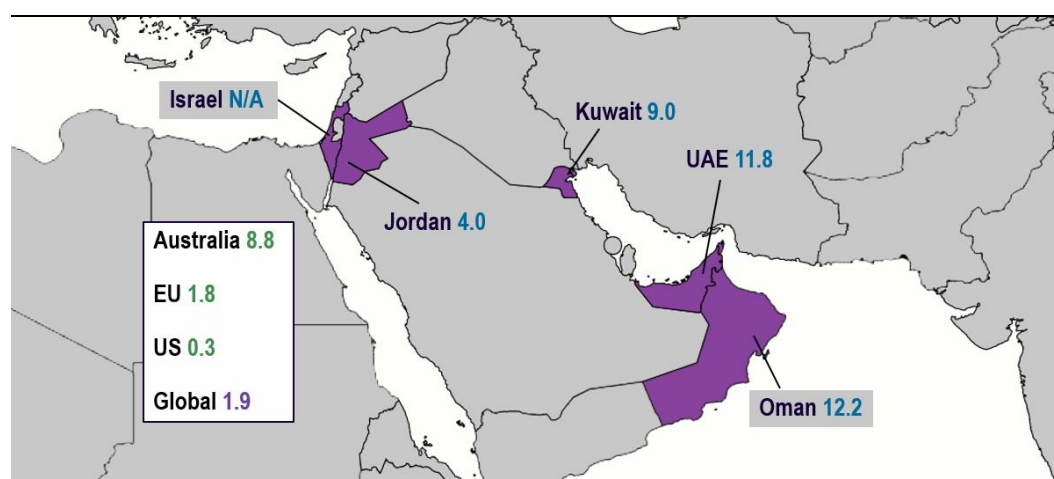 Israel N/A
Kuwait 9.0
UAE 11.8
Jordan 4.0
Australia 8.8
EU 1.8
US 0.3
Global 1.9
Oman 12.2